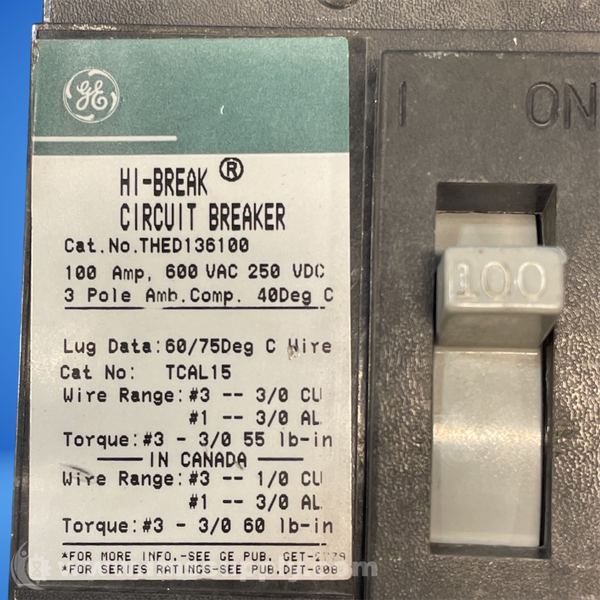 GE
HI-BREAK ®
CIRCUIT BREAKER
Cat.No.THED136100
100 Amp, 600 VAC 250 VDC
3 Pole Amb.Comp. 40Deg C
Lug Data:60/75Deg C Wire
Cat No: TCAL15
Wire Range:#3 -- 3/0 CU
#1 -- 3/0 AL
Torque:#3 - 3/0 55 lb-in
IN CANADA
Wire Range:#3 -- 1/0 CU
#1 -- 3/0 AL
Torque:#3 - 3/0 60 lb-in
*FOR MORE INFO.-SEE GE PUB.
*FOR SERIES RATINGS-SEE PUB.DET-008
I ON
100